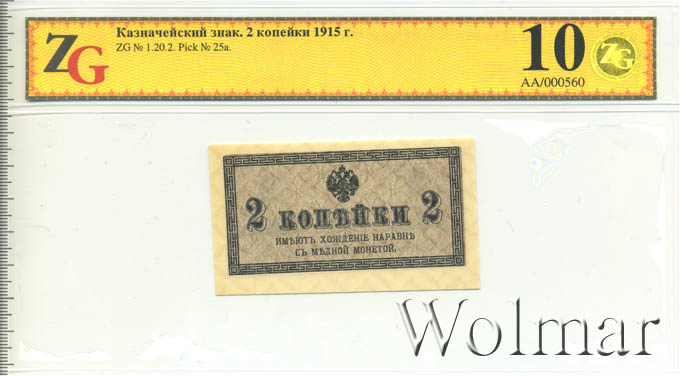 ZG
Казначейский знак. 2 копейки 1915 г.
ZG № 1.20.2. Pick № 25a.
10
ZG
AA/000560
2 КОПѢЙКИ 2
ИМѢЮТЪ ХОЖДЕНІЕ НАРАВНѢ
СЪ МѢДНОЙ МОНЕТОЙ.
Wolmar